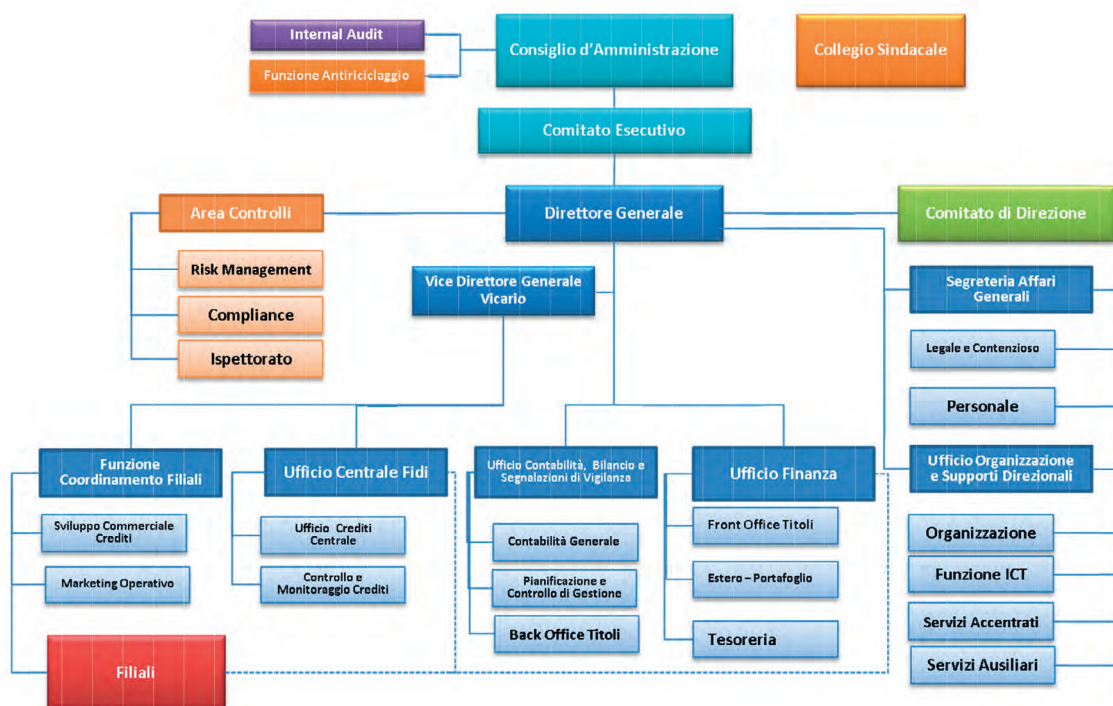 Internal Audit
Funzione Antiriciclaggio
Consiglio d'Amministrazione
Collegio Sindacale
Comitato Esecutivo
Area Controlli
Direttore Generale
Comitato di Direzione
Risk Management
Compliance
Ispettorato
Vice Direttore Generale
Vicario
Segreteria Affari
Generali
Legale e Contenzioso
Personale
Ufficio Organizzazione
e Supporti Direzionali
Organizzazione
Funzione ICT
Servizi Accentrati
Servizi Ausiliari
Funzione
Coordinamento Filiali
Sviluppo Commerciale
Crediti
Marketing Operativo
Filiali
Ufficio Centrale Fidi
Ufficio Crediti
Centrale
Controllo e
Monitoraggio Crediti
Ufficio Contabilità, Bilancio e
Segnalazioni di Vigilanza
Contabilità Generale
Pianificazione e
Controllo di Gestione
Back Office Titoli
Ufficio Finanza
Front Office Titoli
Estero – Portafoglio
Tesoreria